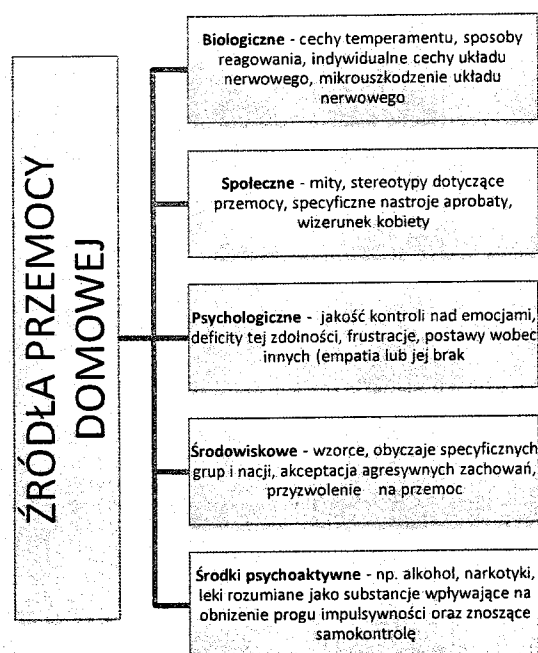 ŹRÓDŁA PRZEMOCY
DOMOWEJ
Biologiczne - cechy temperamentu, sposoby
reagowania, indywidualne cechy układu
nerwowego, mikrouszkodzenie układu
nerwowego
Społeczne - mity, stereotypy dotyczące
przemocy, specyficzne nastroje aprobaty,
wizerunek kobiety
Psychologiczne - jakość kontroli nad emocjami,
deficity tej zdolności, frustracje, postawy wobec
innych (empatia lub jej brak
Środowiskowe - wzorce, obyczaje specyficznych
grup i nacji, akceptacja agresywnych zachowań,
przyzwolenie na przemoc
Środki psychoaktywne - np. alkohol, narkotyki,
leki rozumiane jako substancje wpływające na
obnizenie progu impulsywności oraz znoszące
samokontrolę